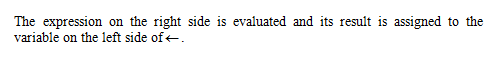 The expression on the right side is evaluated and its result is assigned to the
variable on the left side of ←.